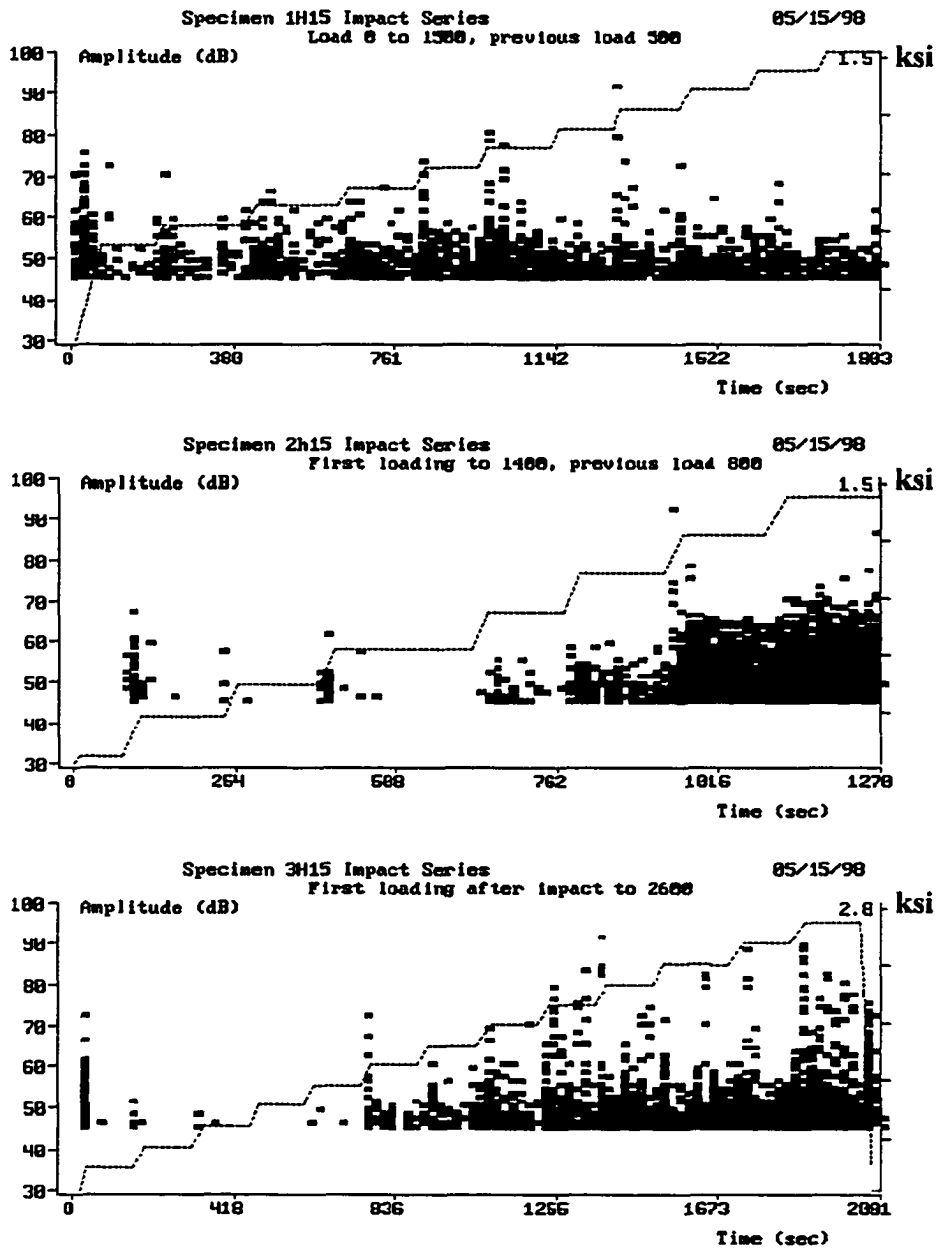 Specimen 1H15 Impact Series 05/15/98
Load 0 to 1500, previous load 500
Amplitude (dB)
1.5 ksi
100
90
80
70
60
50
40
30
0 380 761 1142 1522 1903
Time (sec)
Specimen 2h15 Impact Series 05/15/98
First loading to 1400, previous load 800
Amplitude (dB)
1.5 ksi
100
90
80
70
60
50
40
30
0 254 508 762 1016 1270
Time (sec)
Specimen 3H15 Impact Series 05/15/98
First loading after impact to 2600
Amplitude (dB)
2.8 ksi
100
90
80
70
60
50
40
30
0 418 836 1255 1673 2091
Time (sec)